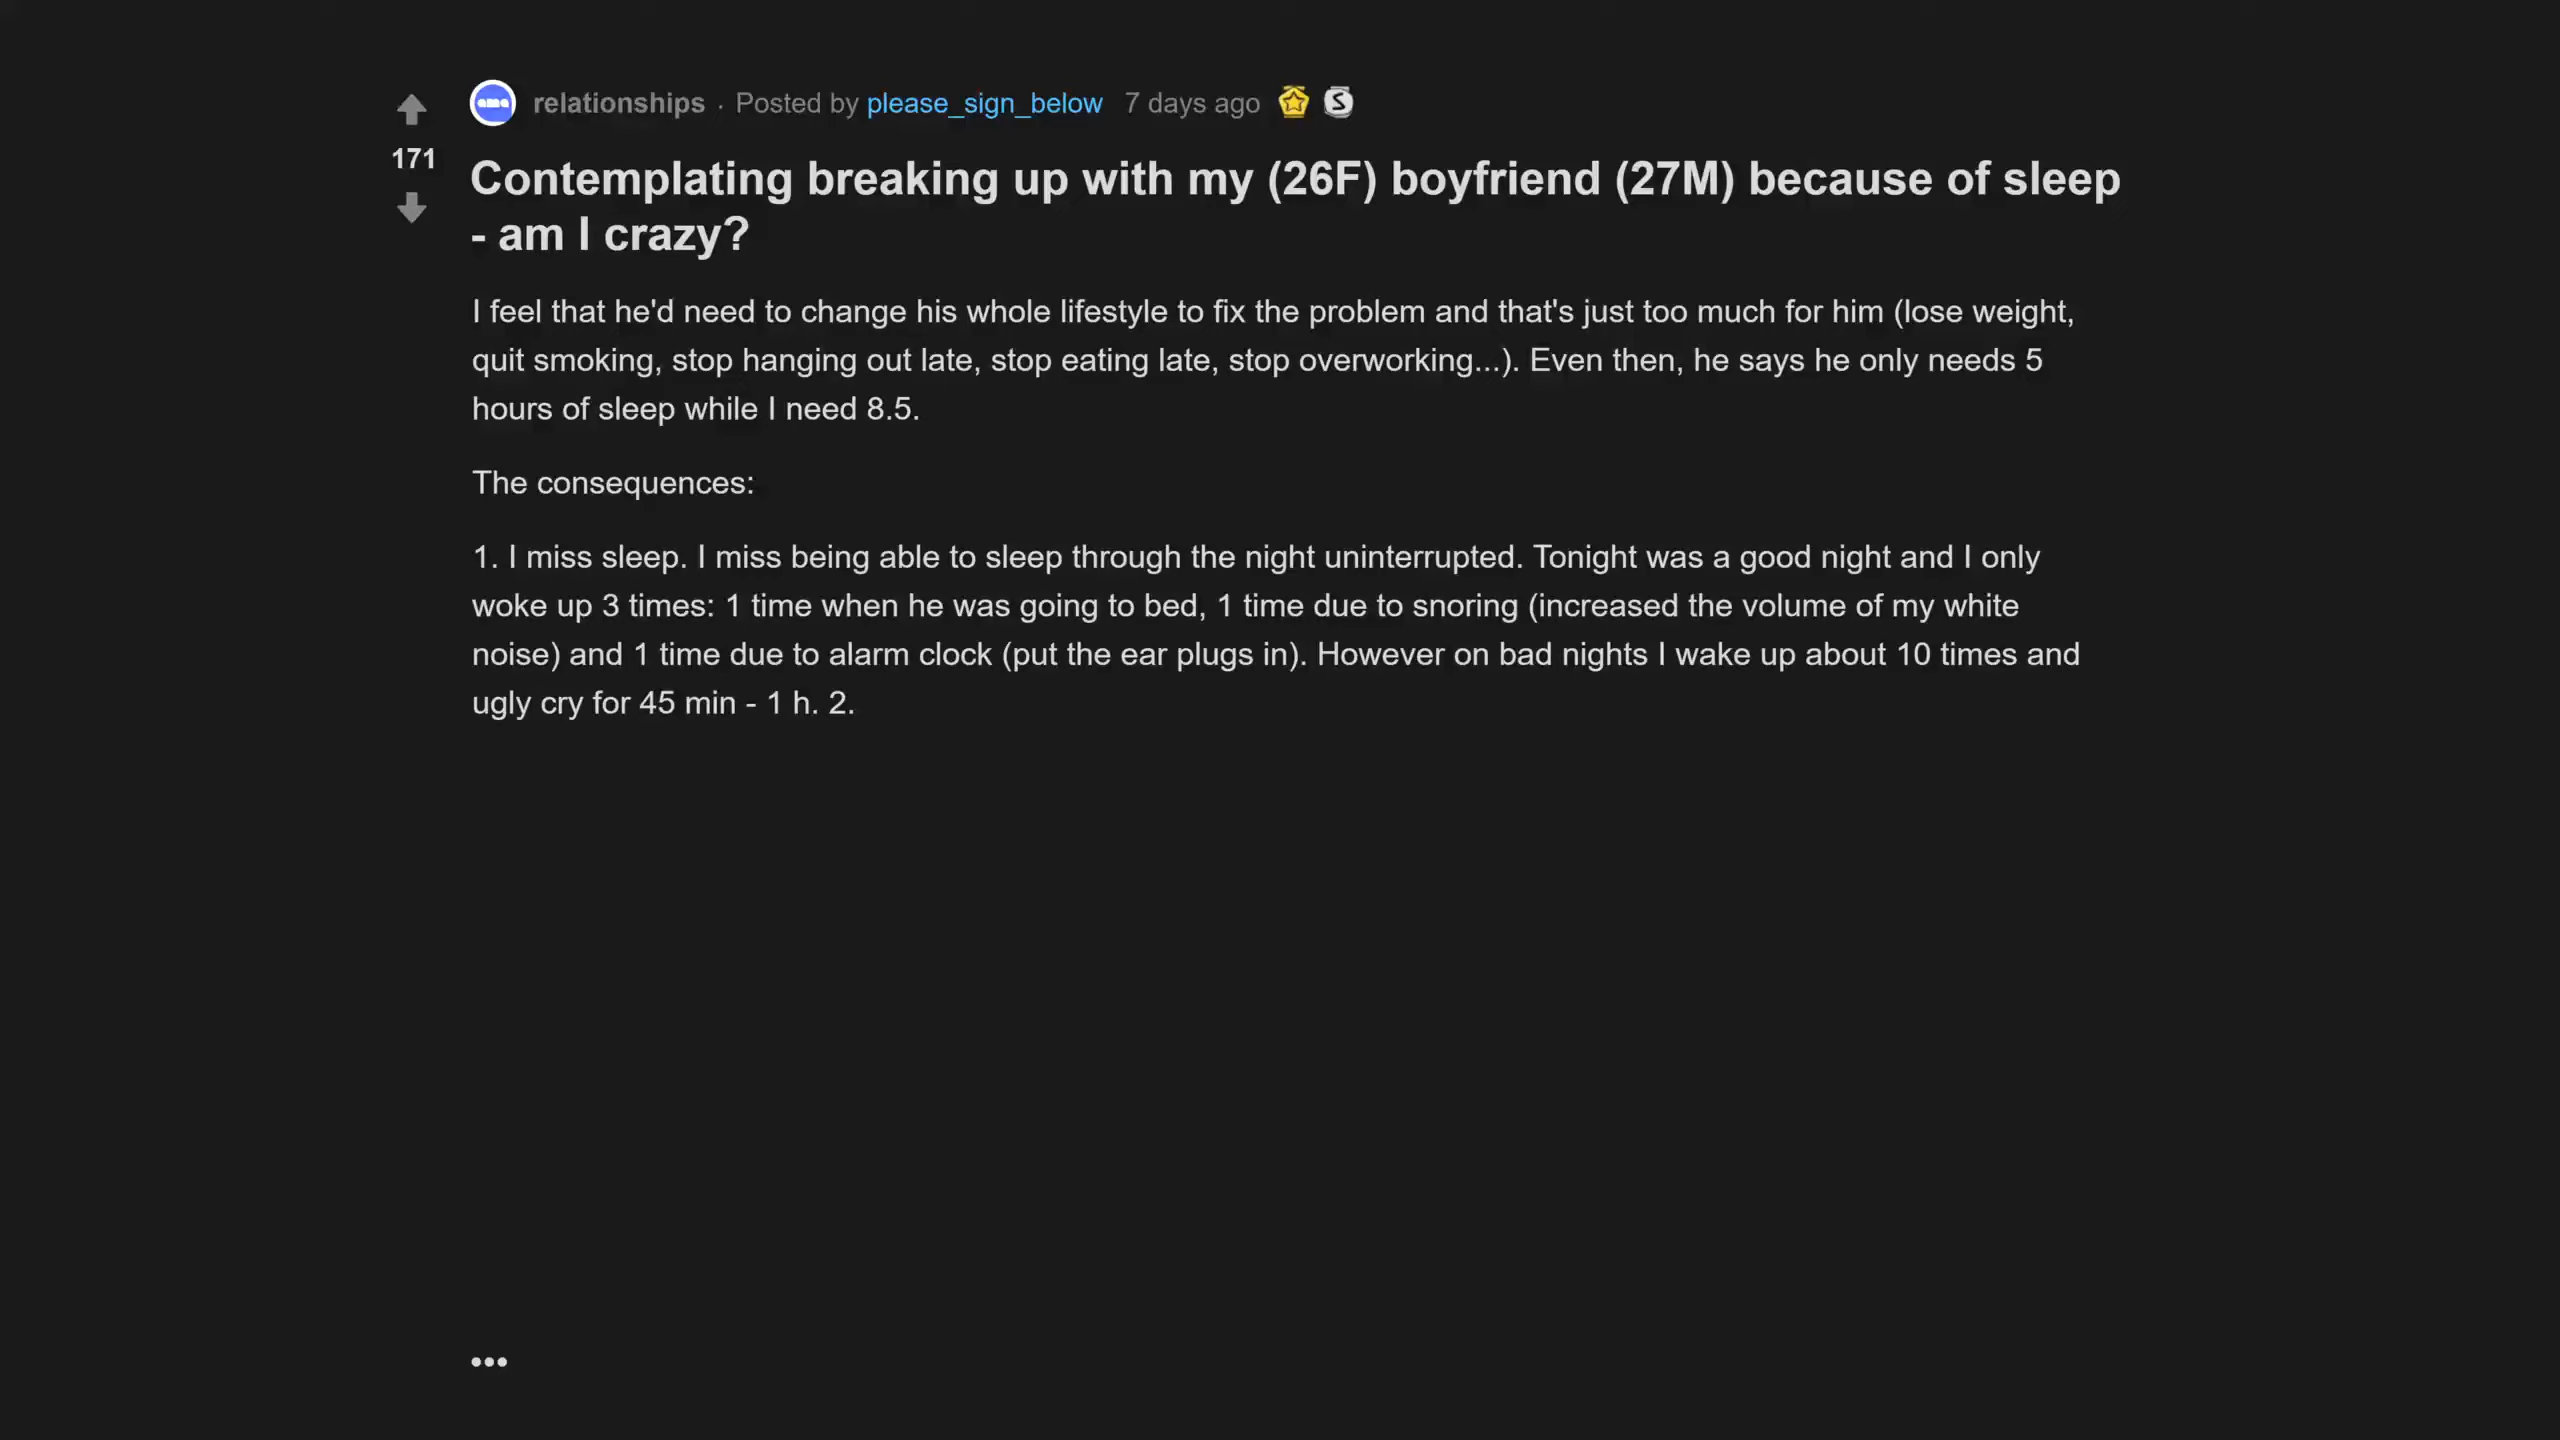 relationships · Posted by please_sign_below 7 days ago
171
Contemplating breaking up with my (26F) boyfriend (27M) because of sleep
- am I crazy?
I feel that he'd need to change his whole lifestyle to fix the problem and that's just too much for him (lose weight,
quit smoking, stop hanging out late, stop eating late, stop overworking...). Even then, he says he only needs 5
hours of sleep while I need 8.5.
The consequences:
1. I miss sleep. I miss being able to sleep through the night uninterrupted. Tonight was a good night and I only
woke up 3 times: 1 time when he was going to bed, 1 time due to snoring (increased the volume of my white
noise) and 1 time due to alarm clock (put the ear plugs in). However on bad nights I wake up about 10 times and
ugly cry for 45 min - 1 h. 2.